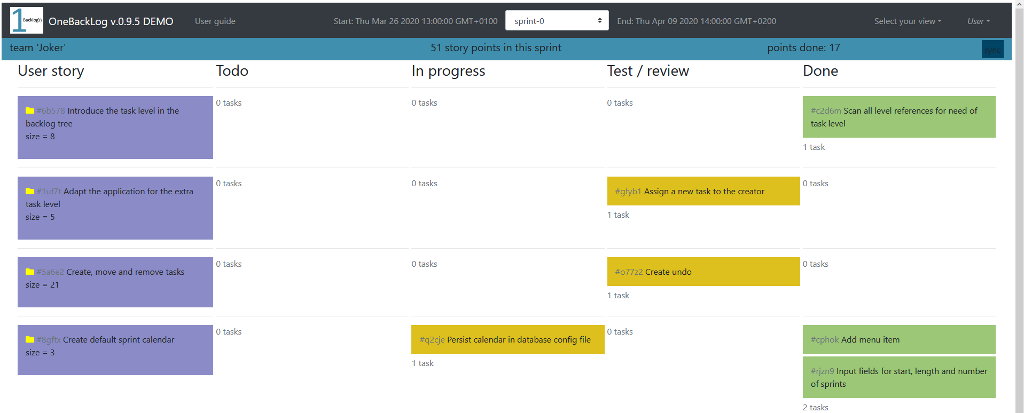 1 Backlog(s) OneBackLog v.0.9.5 DEMO User guide Start: Thu Mar 26 2020 13:00:00 GMT+0100 sprint-0 End: Thu Apr 09 2020 14:00:00 GMT+0200 Select your view User
team 'Joker' 51 story points in this sprint points done: 17
User story Todo In progress Test / review Done
Introduce the task level in the
backlog tree
size = 8
0 tasks 0 tasks 0 tasks
#c2d6m Scan all level references for need of
task level
1 task
Adapt the application for the extra
task level
size = 5
0 tasks 0 tasks
#gfyb1 Assign a new task to the creator
1 task
0 tasks
Create, move and remove tasks
size = 21
0 tasks 0 tasks
#o77z2 Create undo
1 task
0 tasks
Create default sprint calendar
size = 3
0 tasks
#q2cje Persist calendar in database config file
1 task
0 tasks
#cphok Add menu item
#rjzn9 Input fields for start, length and number
of sprints
2 tasks